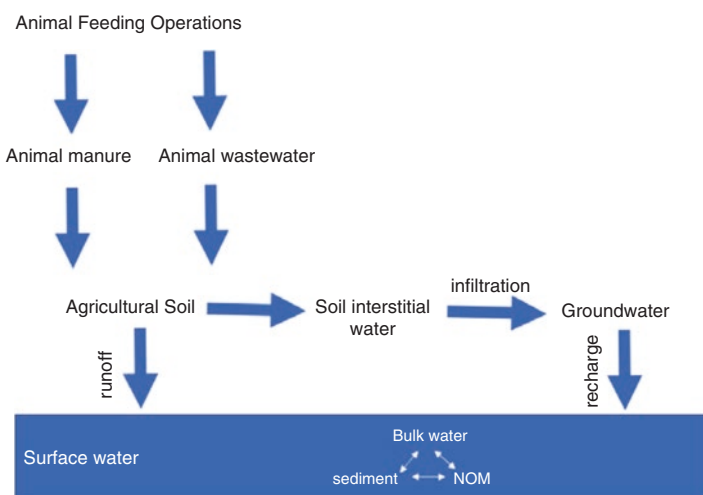 Animal Feeding Operations
Animal manure
Animal wastewater
Agricultural Soil
Soil interstitial
water
infiltration
Groundwater
runoff
recharge
Surface water
Bulk water
sediment
NOM